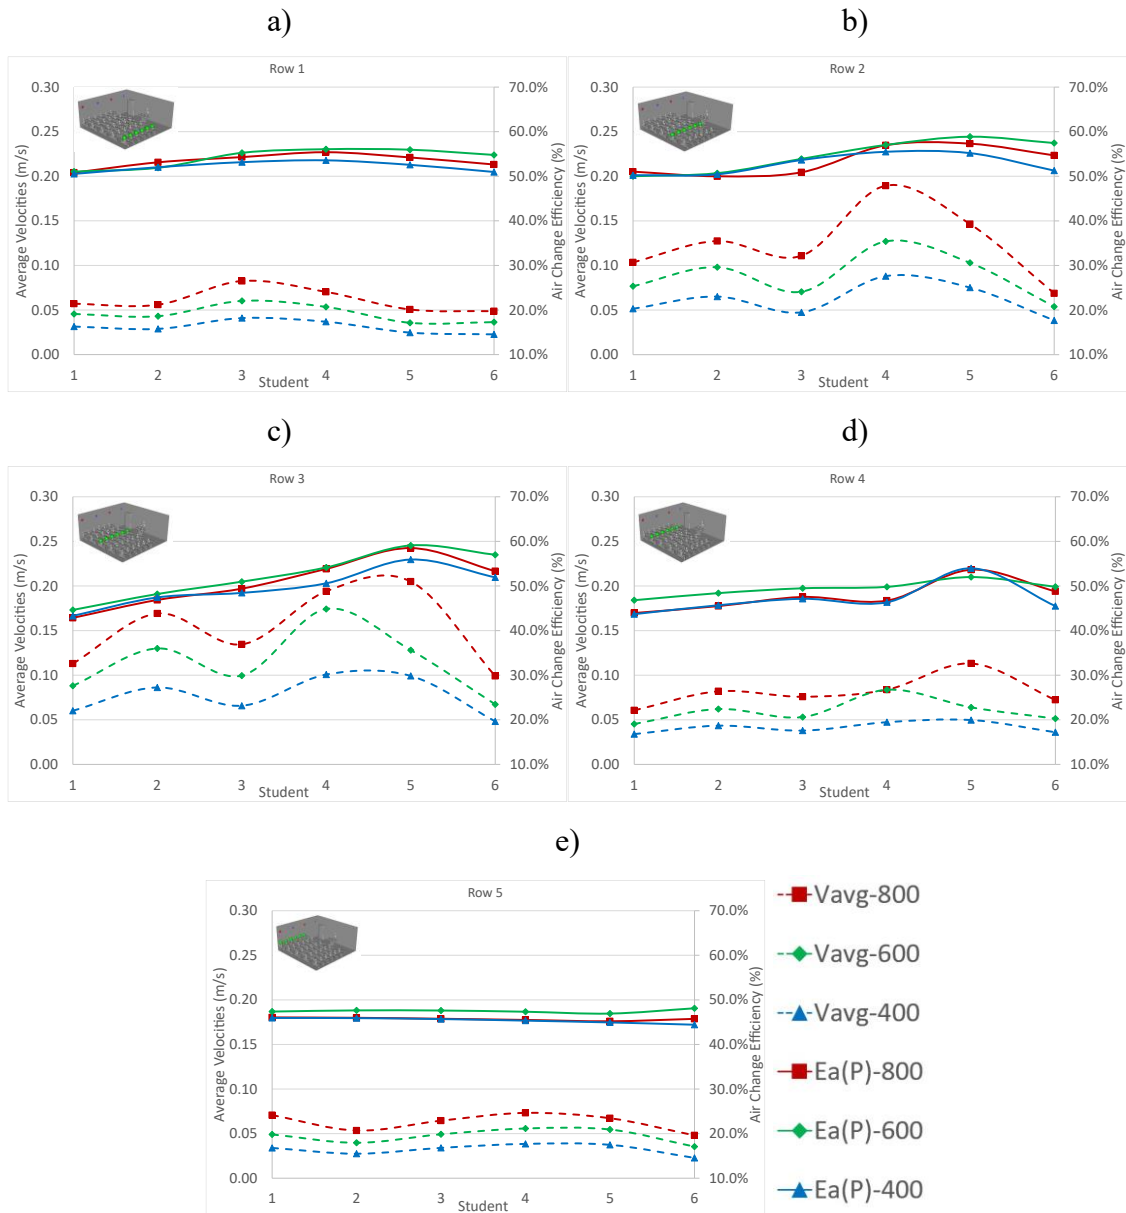 a)
b)
Row 1
Row 2
0.30
0.25
0.20
0.15
0.10
0.05
0.00
Average Velocities (m/s)
70.0%
60.0%
50.0%
40.0%
30.0%
20.0%
10.0%
Air Change Efficiency (%)
1 2 3 4 5 6
Student
0.30
0.25
0.20
0.15
0.10
0.05
0.00
Average Velocities (m/s)
70.0%
60.0%
50.0%
40.0%
30.0%
20.0%
10.0%
Air Change Efficiency (%)
1 2 3 4 5 6
Student
c)
d)
Row 3
Row 4
0.30
0.25
0.20
0.15
0.10
0.05
0.00
Average Velocities (m/s)
70.0%
60.0%
50.0%
40.0%
30.0%
20.0%
10.0%
Air Change Efficiency (%)
1 2 3 4 5 6
Student
0.30
0.25
0.20
0.15
0.10
0.05
0.00
Average Velocities (m/s)
70.0%
60.0%
50.0%
40.0%
30.0%
20.0%
10.0%
Air Change Efficiency (%)
1 2 3 4 5 6
Student
e)
Row 5
0.30
0.25
0.20
0.15
0.10
0.05
0.00
Average Velocities (m/s)
70.0%
60.0%
50.0%
40.0%
30.0%
20.0%
10.0%
Air Change Efficiency (%)
1 2 3 4 5 6
Student
Vavg-800
Vavg-600
Vavg-400
Ea(P)-800
Ea(P)-600
Ea(P)-400